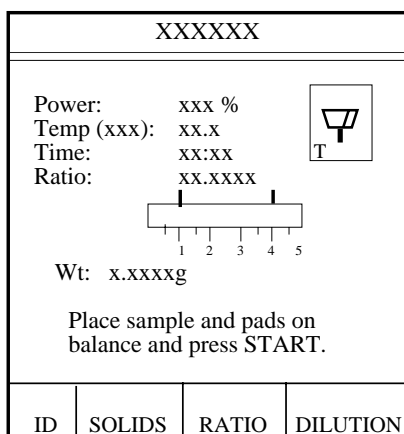 XXXXXX
Power: xxx %
Temp (xxx): xx.x
Time: xx:xx
Ratio: xx.xxxx
T
1 2 3 4 5
Wt: x.xxxxg
Place sample and pads on
balance and press START.
ID SOLIDS RATIO DILUTION